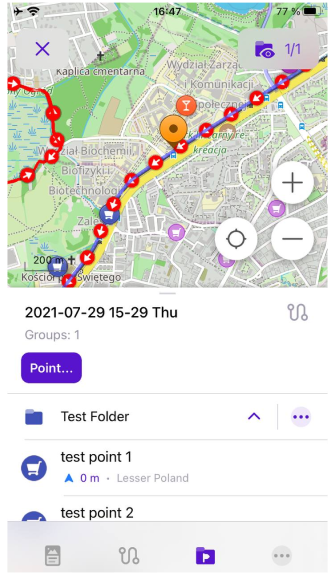 16:47
77 %
1/1
Kaplica cmentarna
Wydział Zarzą
i Komunikacji
Społecznej
kreacja
Wydział Biochemii,
Biofizyki i
Biotechnologii
Zale
200 m
Kościół
Świętego
2021-07-29 15-29 Thu
Groups: 1
Point...
Test Folder
test point 1
0 m • Lesser Poland
test point 2